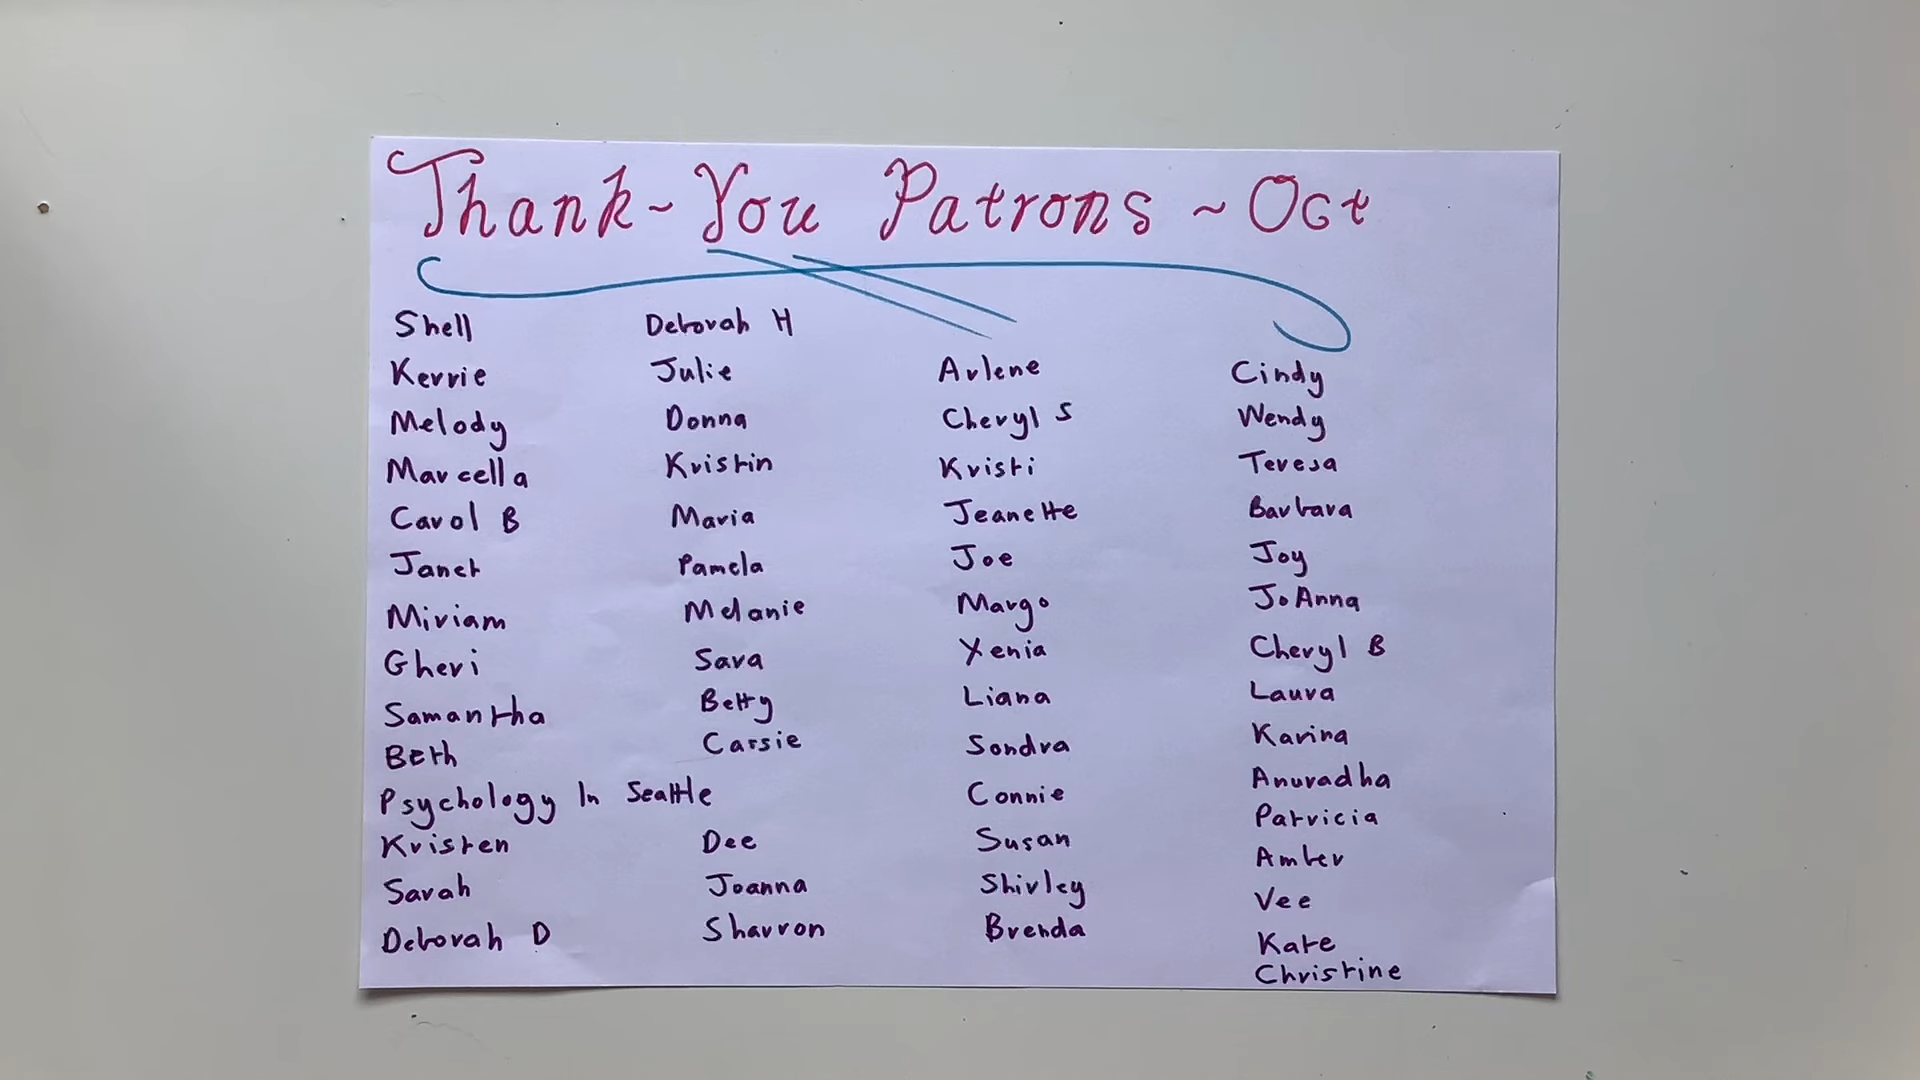 Thank-You Patrons ~ Oct
Shell
Kerrie
Melody
Marcella
Carol B
Janet
Miriam
Gheri
Samantha
Beth
Psychology In Seattle
Kristen
Sarah
Deborah D
Deborah H
Julie
Donna
Kristin
Maria
Pamela
Melanie
Sara
Betty
Cassie
Dee
Joanna
Sharron
Arlene
Cheryl S
Kristi
Jeanette
Joe
Margo
Xenia
Liana
Sondra
Connie
Susan
Shirley
Brenda
Cindy
Wendy
Teresa
Barbara
Joy
JoAnna
Cheryl B
Laura
Karina
Anuradha
Patricia
Amber
Vee
Kate
Christine